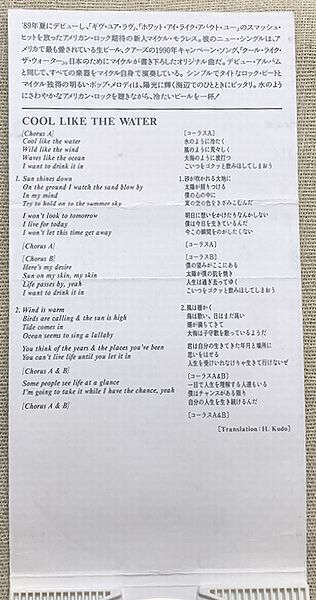 '89年夏にデビューし、「ギヴ・ユア・ラヴ」、「ホワット・アイ・ライク・アバウト・ユー」のスマッシュ・
ヒットを放ったアメリカン・ロック期待の新人マイケル・モラレス。彼のニュー・シングルは、ア
メリカで最も愛されている生ビール、クアーズの1990年キャンペーン・ソング、「クール・ライク・
ザ・ウォーター」。日本のためにマイケルが書き下ろしたオリジナル曲だ。デビュー・アルバム
と同じで、すべての楽器をマイケル自身で演奏している。シンプルでタイトなロック・ビートと
マイケル独得の明るいポップ・メロディは、陽光に輝く海辺でのひとときにピッタリ。水のよう
にさわやかなアメリカン・ロックを聴きながら、冷たいビールを一杯!
COOL LIKE THE WATER
[Chorus A]
Cool like the water
Wild like the wind
Waves like the ocean
I want to drink it in
1. Sun shines down
On the ground I watch the sand blow by
In my mind
Try to hold on to the summer sky
I won't look to tomorrow
I live for today
I won't let this time get away
[Chorus A]
[Chorus B]
Here's my desire
Sun on my skin, my skin
Life passes by, yeah
I want to drink it in
2. Wind is warm
Birds are calling & the sun is high
Tide comes in
Ocean seems to sing a lallaby
You think of the years & the places you've been
You can't live life until you let it in
[Chorus A & B]
Some people see life at a glance
I'm going to take it while I have the chance, yeah
[Chorus A & B]
[コーラスA]
水のように冷たく
風のように荒々しく
大海のように波打つ
こいつをゴクッと飲みほしてしまおう
1. 砂が吹かれる大地に
太陽が照りつける
僕の心の中に
夏の空の色をきざみこむんだ
明日に想いをかけたりなんかしない
僕は今日を生きているんだ
今この瞬間をのがしたくない
[コーラスA]
[コーラスB]
僕の望みがここにある
太陽が僕の肌を焼き
人生は過ぎ去ってゆく
こいつをゴクッと飲みほしてしまおう
2. 風は暖かく
鳥は歌い、日はまだ高い
潮が満ちてきて
大海は子守歌を歌っているようだ
君は自分の生きてきた年月と場所に
思いをはせる
人生を受けいれなけりゃ生きて行けないぜ
[コーラスA&B]
一目で人生を理解する人達もいる
僕はチャンスがある限り
自分の人生を生き続けるんだ
[コーラスA&B]
[Translation : H. Kudo]